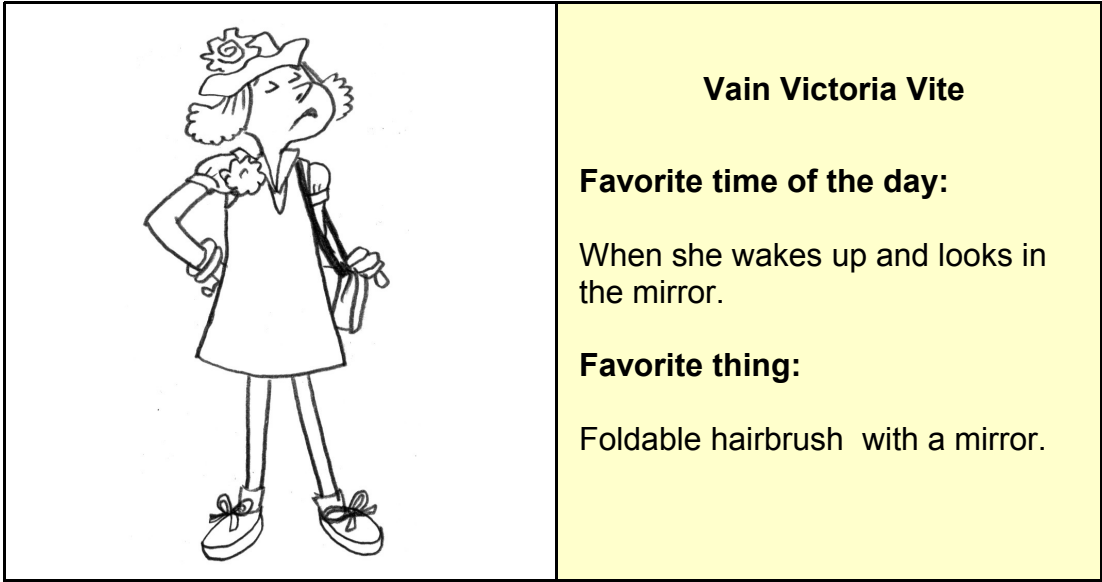 Vain Victoria Vite
Favorite time of the day:
When she wakes up and looks in
the mirror.
Favorite thing:
Foldable hairbrush  with a mirror.